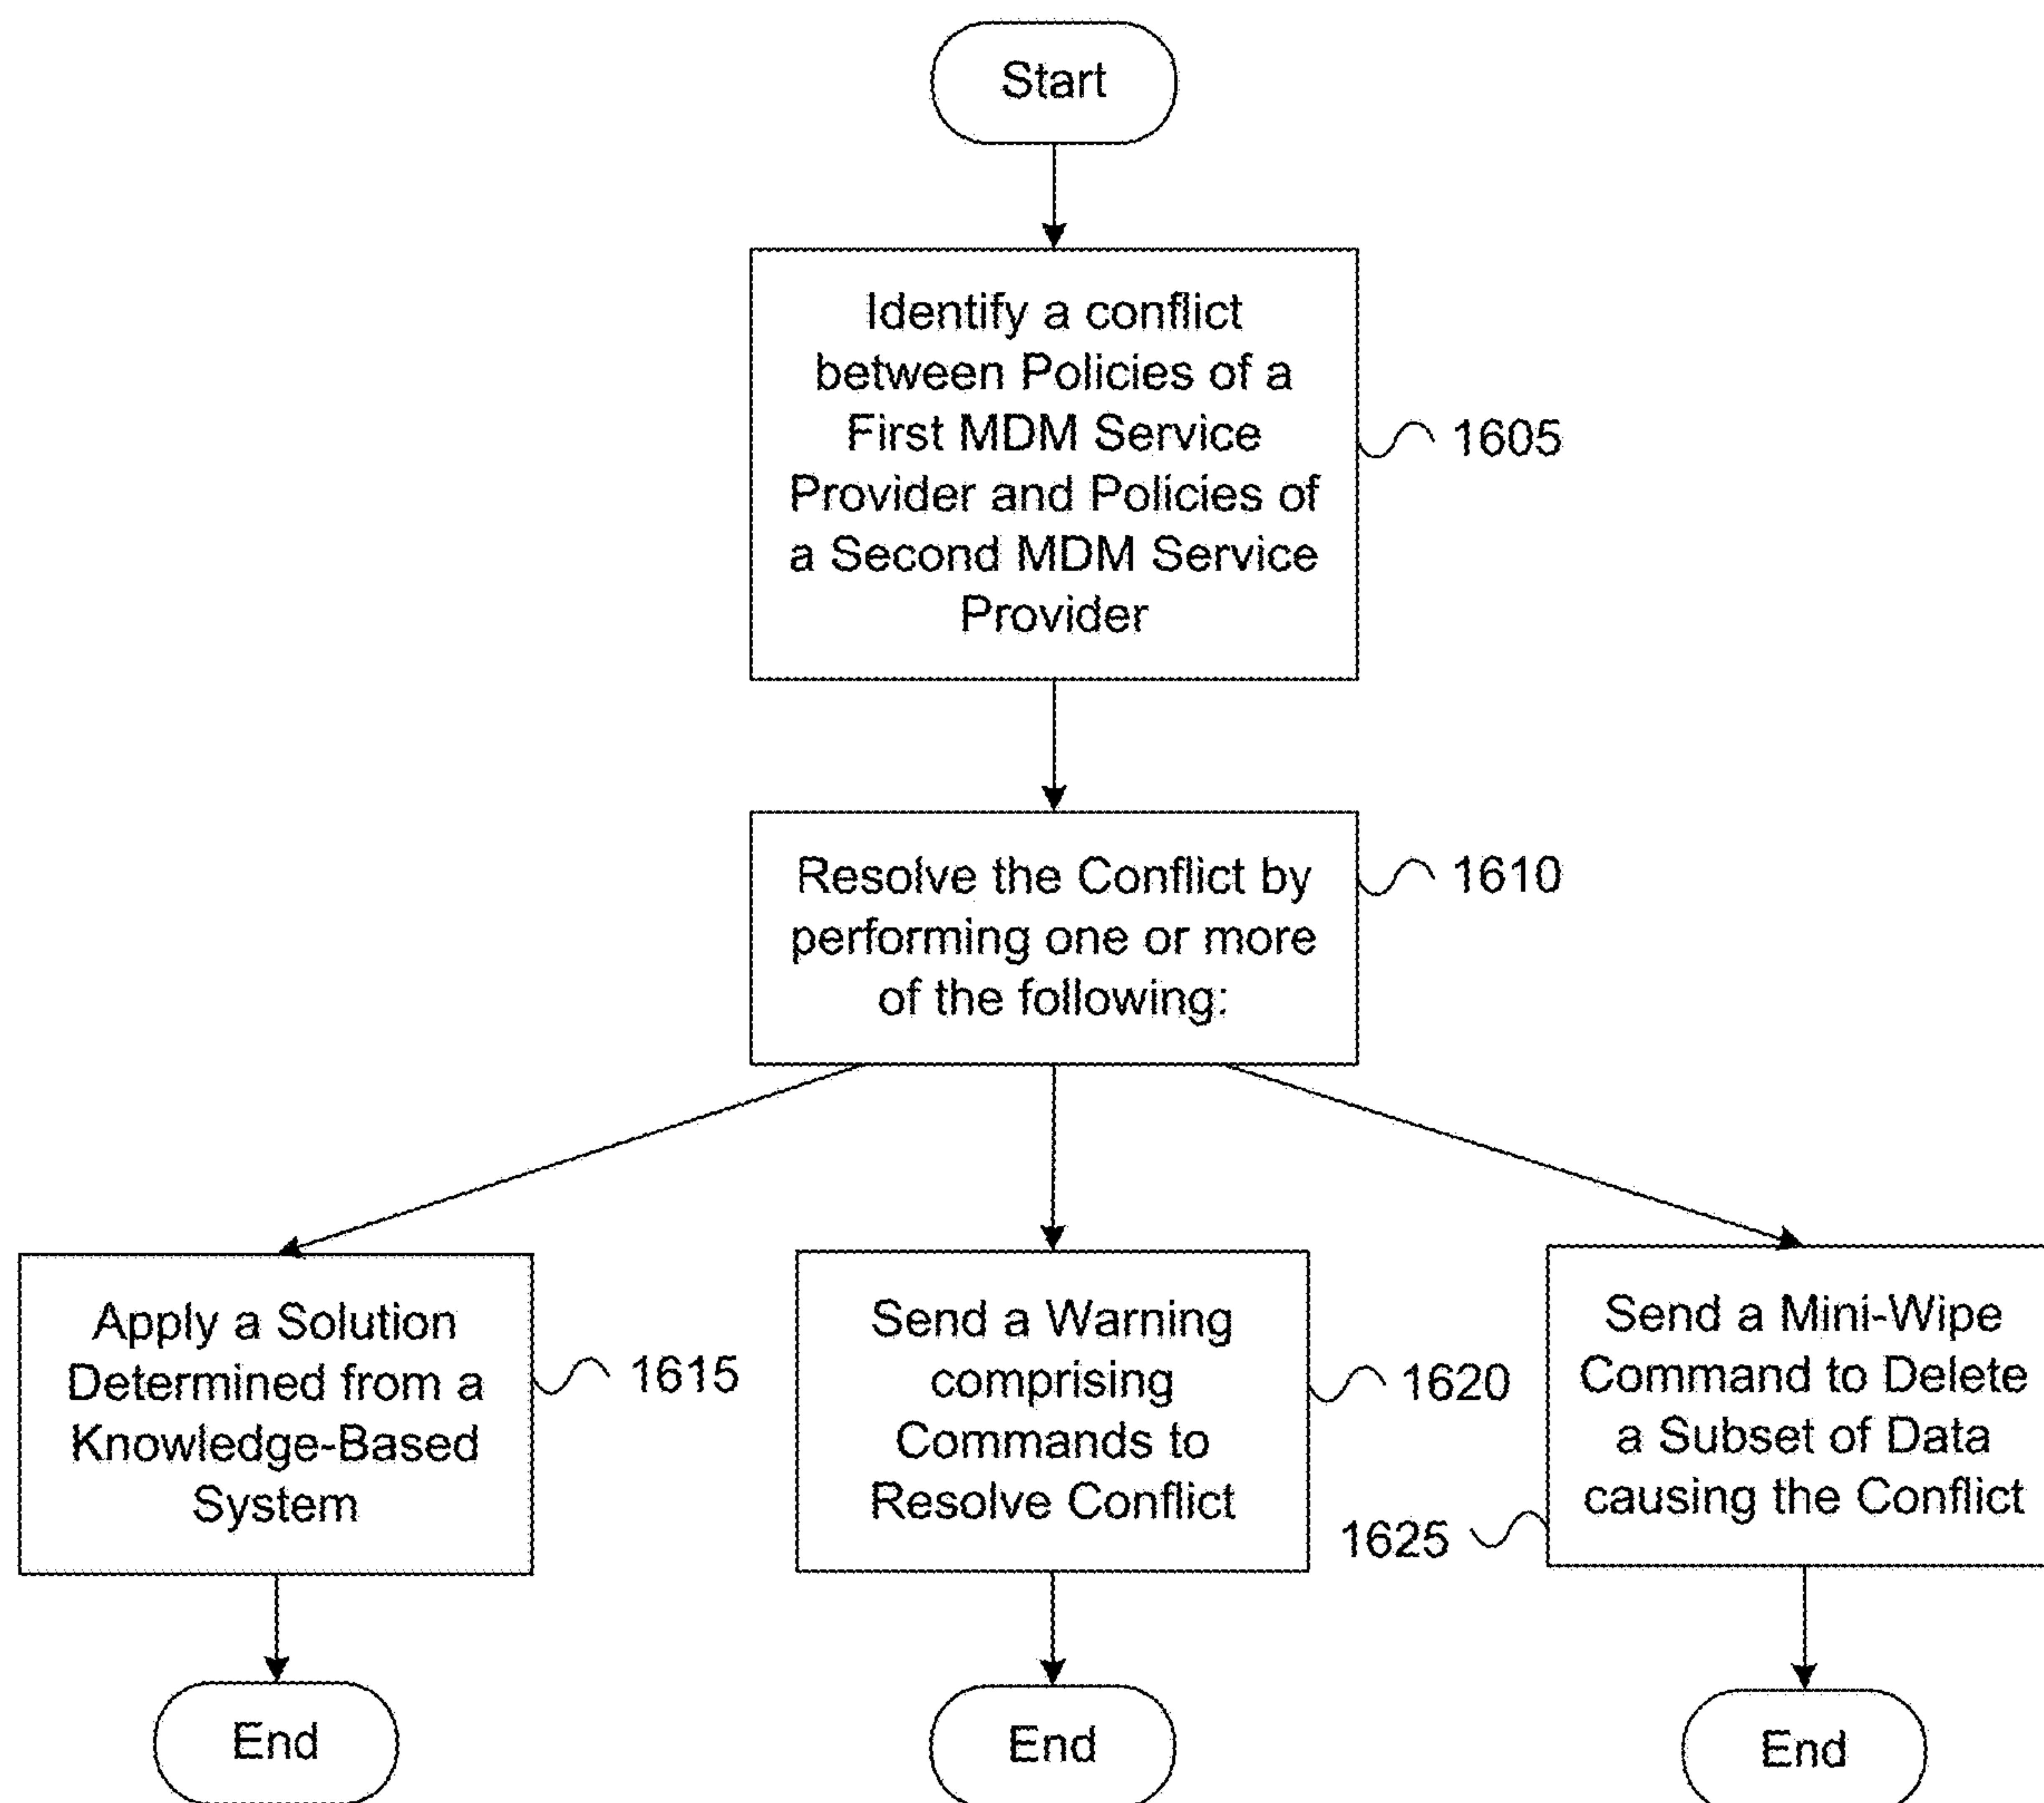 Start
Identify a conflict
between Policies of a
First MDM Service
Provider and Policies of
a Second MDM Service
Provider
1605
Resolve the Conflict by
performing one or more
of the following:
1610
Apply a Solution
Determined from a
Knowledge-Based
System
1615
Send a Warning
comprising
Commands to
Resolve Conflict
1620
Send a Mini-Wipe
Command to Delete
a Subset of Data
causing the Conflict
1625
End
End
End